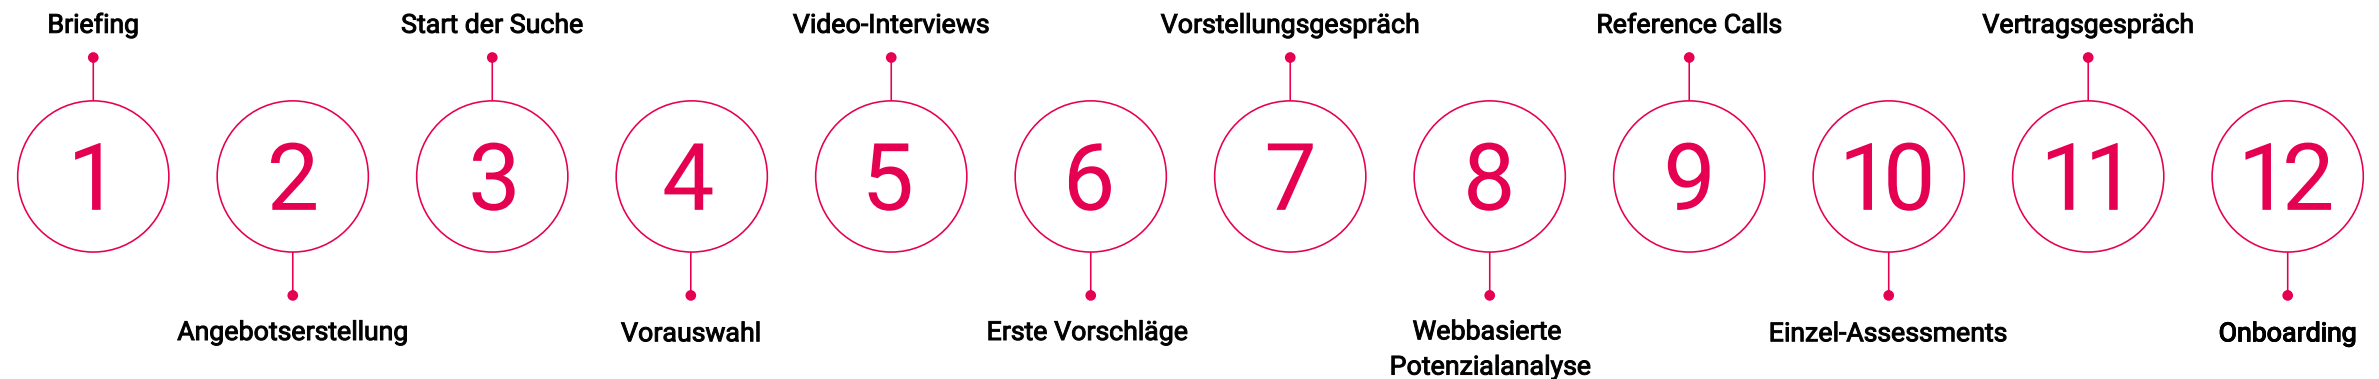 Briefing
Start der Suche
Video-Interviews
Vorstellungsgespräch
Reference Calls
Vertragsgespräch
1
2
3
4
5
6
7
8
9
10
11
12
Angebotserstellung
Vorauswahl
Erste Vorschläge
Webbasierte
Potenzialanalyse
Einzel-Assessments
Onboarding